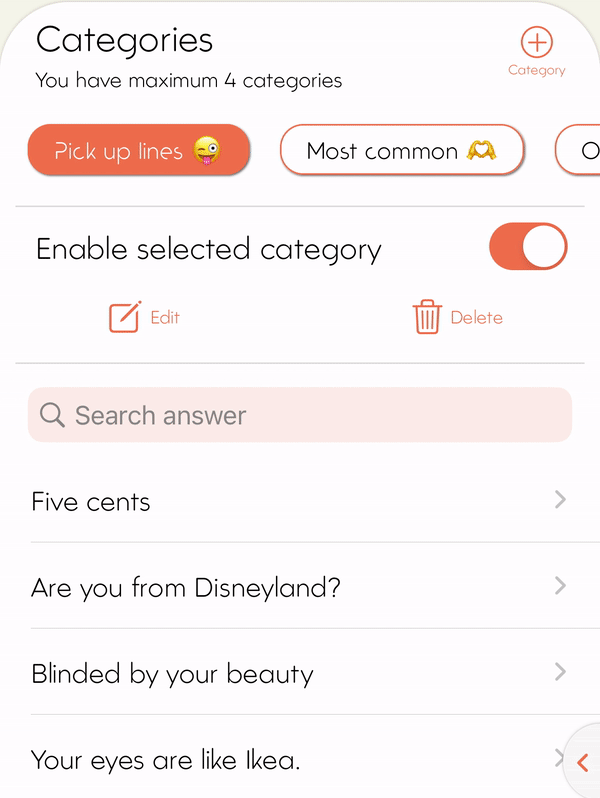 Categories
Category
You have maximum 4 categories
Pick up lines 😜
Most common 🫶
O
Enable selected category
Edit
Delete
Search answer
Five cents
Are you from Disneyland?
Blinded by your beauty
Your eyes are like Ikea.